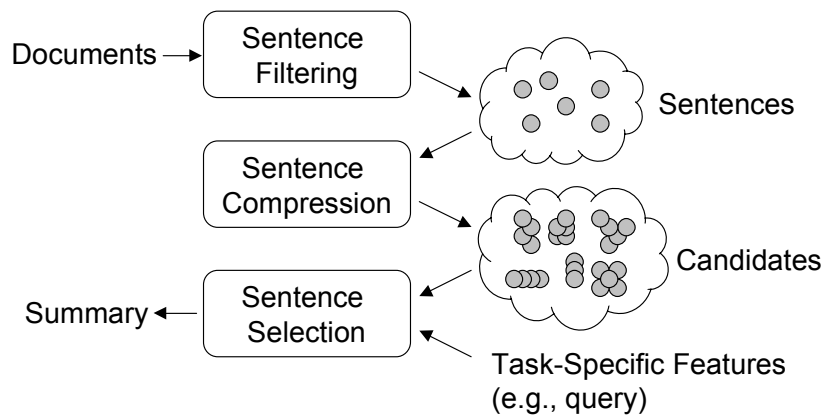 Documents
Sentence
Filtering
Sentences
Sentence
Compression
Candidates
Sentence
Selection
Summary
Task-Specific Features
(e.g., query)